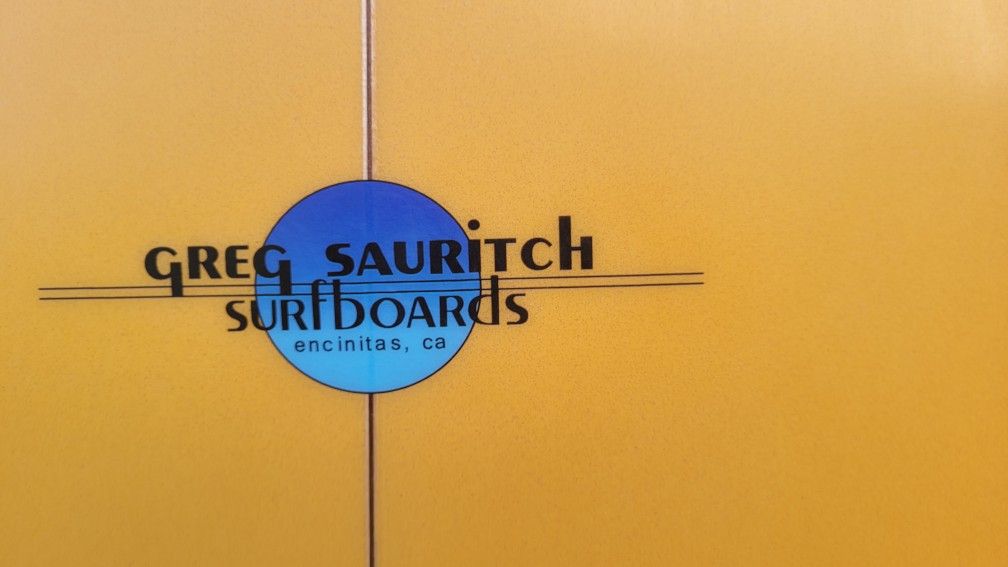 GREG SAURITCH
SURFBOARDS
encinitas, ca